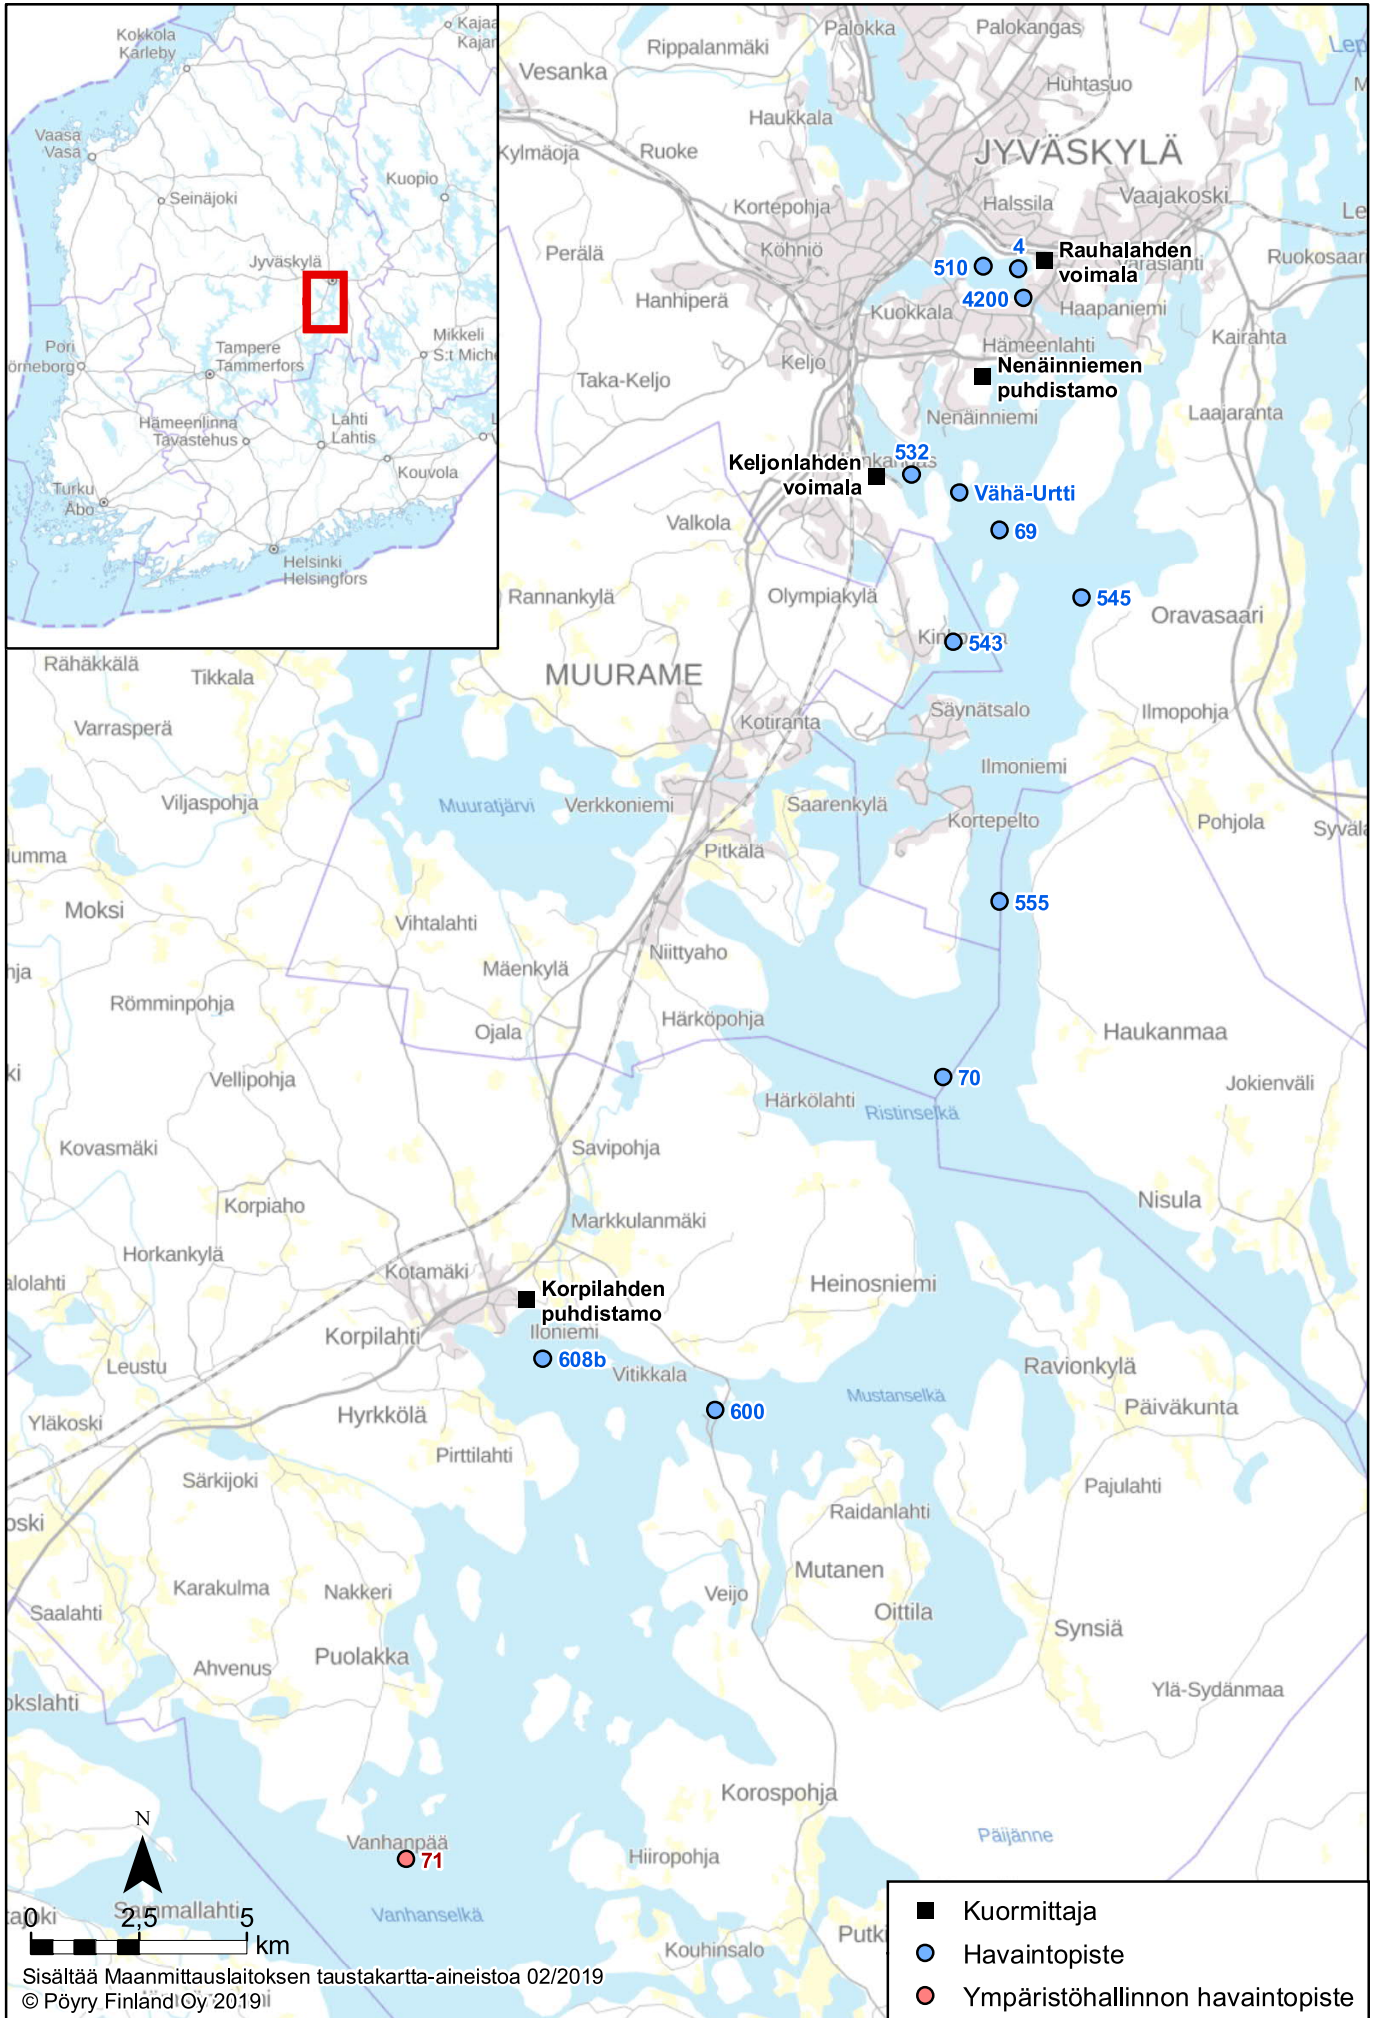 Kokkola
Karleby
Vaasa
Vasa
Seinäjoki
Kuopio
Jyväskylä
Pori
Tampere
Tammerfors
Mikkeli
S:t Mich
Hämeenlinna
Tavastehus
Lahti
Lahtis
Kouvola
Turku
Åbo
Helsinki
Helsingfors
Palokka
Palokangas
Rippalanmäki
Vesanka
Huhtasuo
Haukkala
JYVÄSKYLÄ
Kylmäoja
Ruoke
Vaajakoski
Kortepohja
Halssila
Perälä
Köhniö
4
Rauhalahden
voimala
Ruokosaari
510
4200
Hanhiperä
Kuokkala
Haapaniemi
Kairahta
Hämeenlahti
Keljo
Nenäinniemen
puhdistamo
Taka-Keljo
Nenäinniemi
Laajaranta
532
Keljonlahden
voimala
Vähä-Urtti
Valkola
69
Rannankylä
Olympiakylä
545
Oravasaari
543
Rähäkkälä
Tikkala
MUURAME
Varrasperä
Kotiranta
Säynätsalo
Ilmopohja
Ilmoniemi
Viljaspohja
Muuratjärvi
Verkkoniemi
Saarenkylä
Kortepelto
Pohjola
Syvälä
Pitkälä
Moksi
Vihtalahti
555
Mäenkylä
Niittyaho
Römminpohja
Ojala
Härköpohja
Haukanmaa
Vellipohja
70
Jokienväli
Härkölahti
Ristinselkä
Kovasmäki
Savipohja
Korpiaho
Markkulanmäki
Nisula
Horkankylä
Kotamäki
Heinosniemi
Korpilahden
puhdistamo
Korpilahti
Iloniemi
Leustu
608b
Vitikkala
Ravionkylä
Mustanselkä
Yläkoski
Hyrkkölä
600
Päiväkunta
Pirttilahti
Särkijoki
Pajulahti
Raidanlahti
Mutanen
Karakulma
Nakkeri
Veijo
Saalahti
Oittila
Synsiä
Puolakka
Ahvenus
Ylä-Sydänmaa
Korospohja
N
Vanhanpää
71
Hiiropohja
Päijänne
Sammallahti
Vanhanselkä
0 2,5 5
km
Kouhinsalo
Kuormittaja
Havaintopiste
Ympäristöhallinnon havaintopiste
Sisältää Maanmittauslaitoksen taustakartta-aineistoa 02/2019
© Pöyry Finland Oy 2019